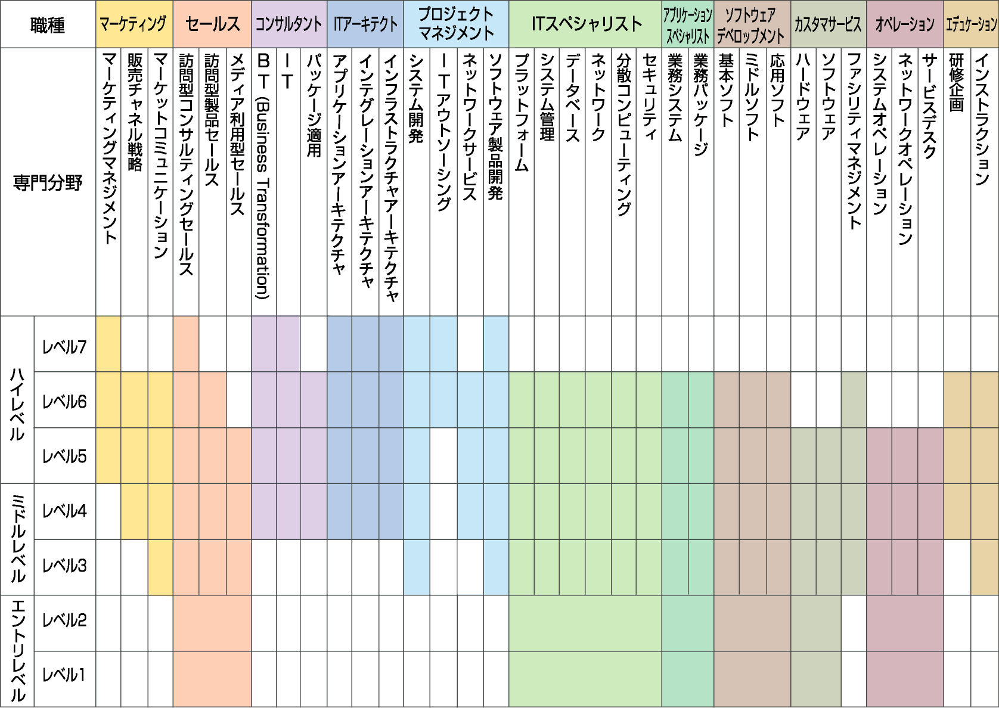 職種
マーケティング
セールス
コンサルタント
ITアーキテクト
プロジェクト
マネジメント
ITスペシャリスト
アプリケーション
スペシャリスト
ソフトウェア
デベロップメント
カスタマサービス
オペレーション
エデュケーション
専門分野
マーケティングマネジメント
販売チャネル戦略
マーケットコミュニケーション
訪問型コンサルティングセールス
訪問型製品セールス
メディア利用型セールス
BT(Business Transformation)
IT
パッケージ適用
アプリケーションアーキテクチャ
インテグレーションアーキテクチャ
インフラストラクチャアーキテクチャ
システム開発
ITアウトソーシング
ネットワークサービス
ソフトウェア製品開発
プラットフォーム
システム管理
データベース
ネットワーク
分散コンピューティング
セキュリティ
業務システム
業務パッケージ
基本ソフト
ミドルソフト
応用ソフト
ハードウェア
ソフトウェア
ファシリティマネジメント
システムオペレーション
ネットワークオペレーション
サービスデスク
研修企画
インストラクション
ハイレベル
レベル7
レベル6
レベル5
ミドルレベル
レベル4
レベル3
エントリレベル
レベル2
レベル1